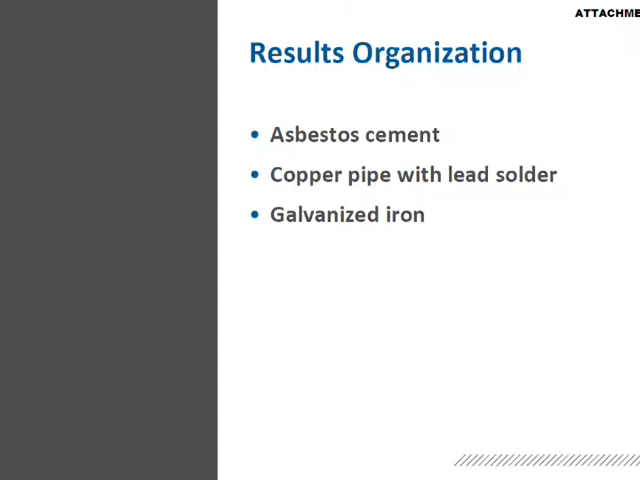 ATTACHME
Results Organization
• Asbestos cement
• Copper pipe with lead solder
• Galvanized iron